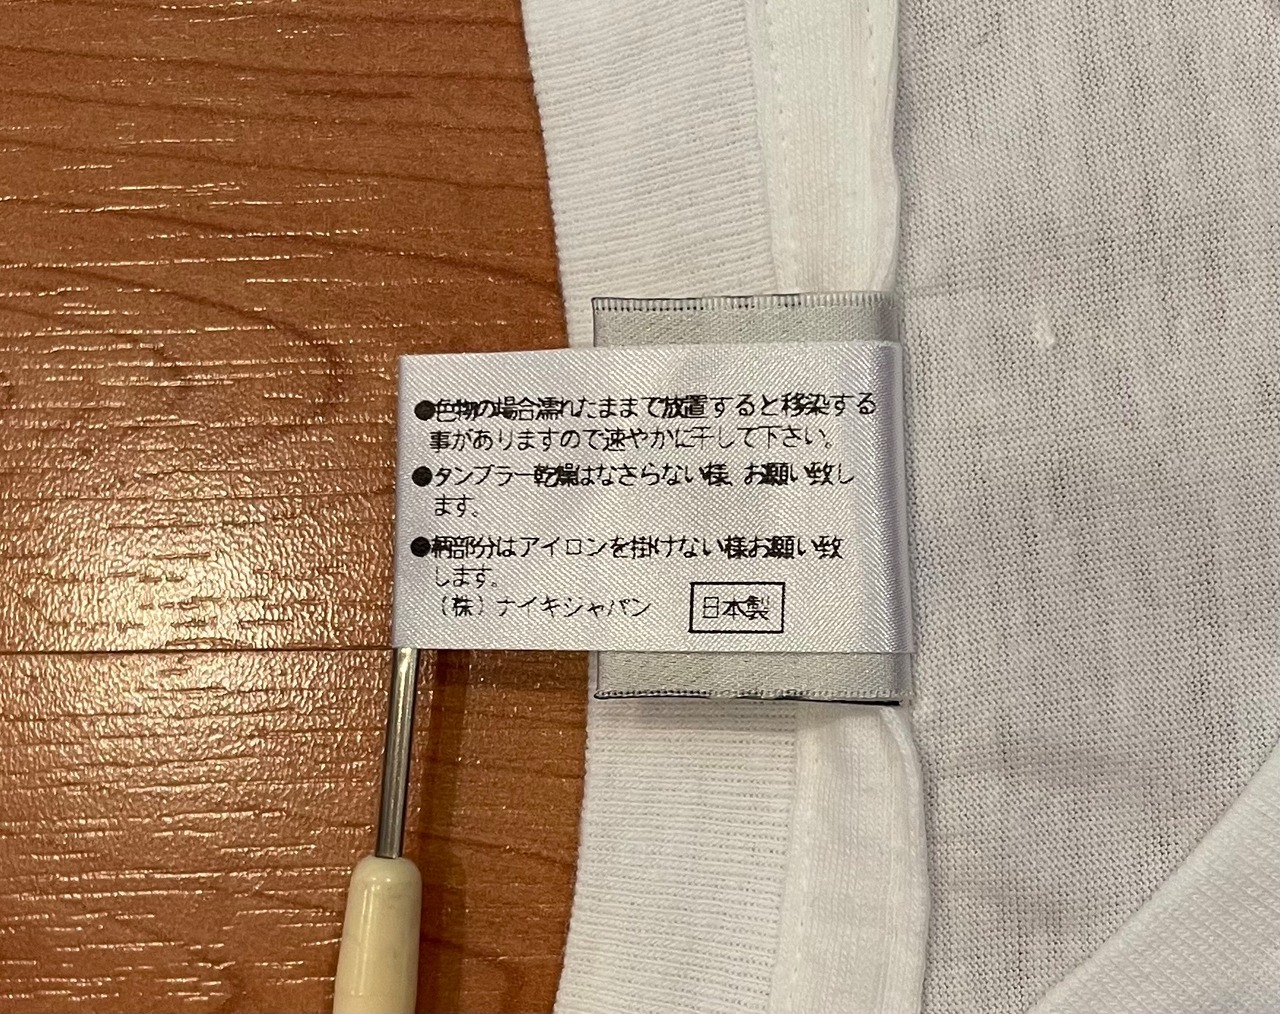 ●色物の場合濡れたままで放置すると移染する
事がありますので速やかに干して下さい。
●タンブラー乾燥はなさらない様、お願い致し
ます。
●柄部分はアイロンを掛けない様お願い致
します。
(株)ナイキジャパン 日本製